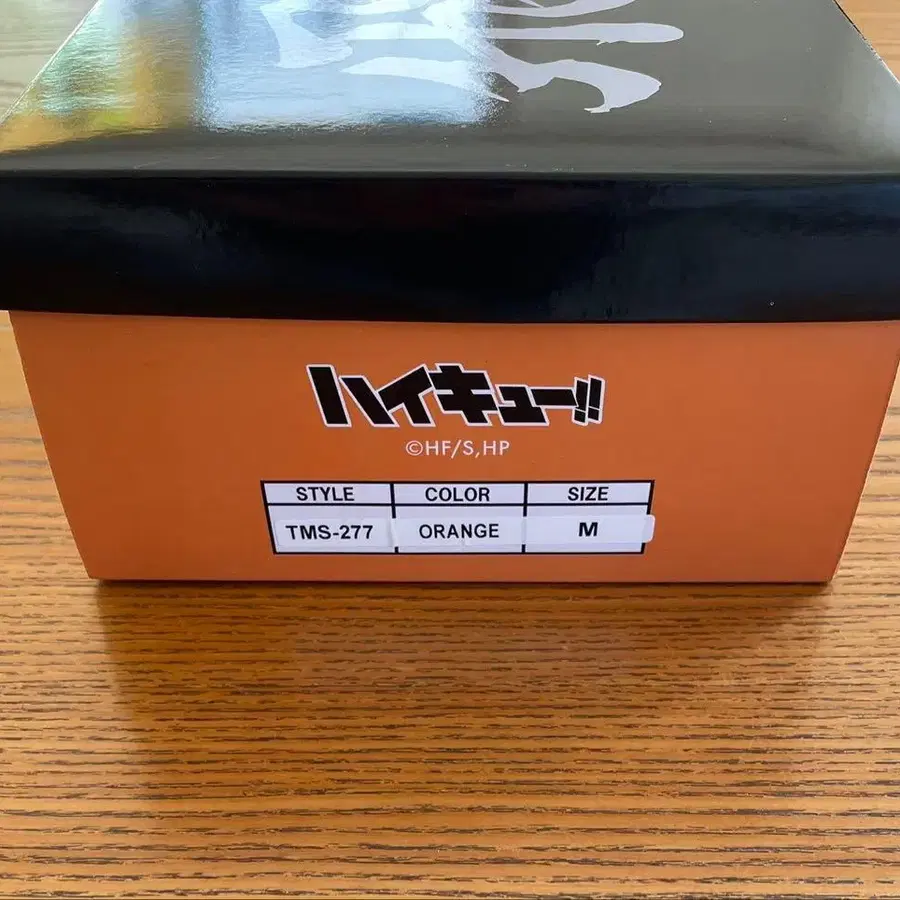 ハイキュー!!
©HF/S,HP
STYLE COLOR SIZE
TMS-277 ORANGE M